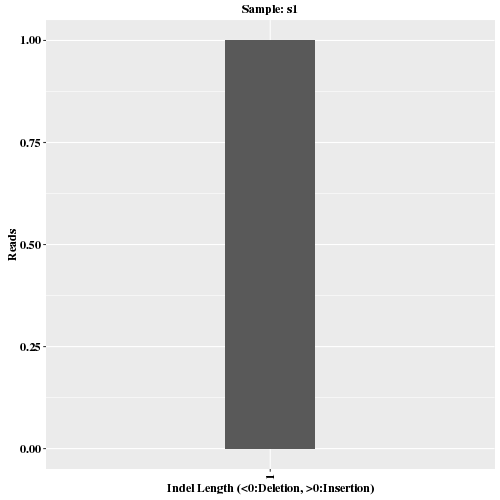 Sample: s1
1.00
0.75
0.50
0.25
0.00
Reads
1
Indel Length (<0:Deletion, >0:Insertion)